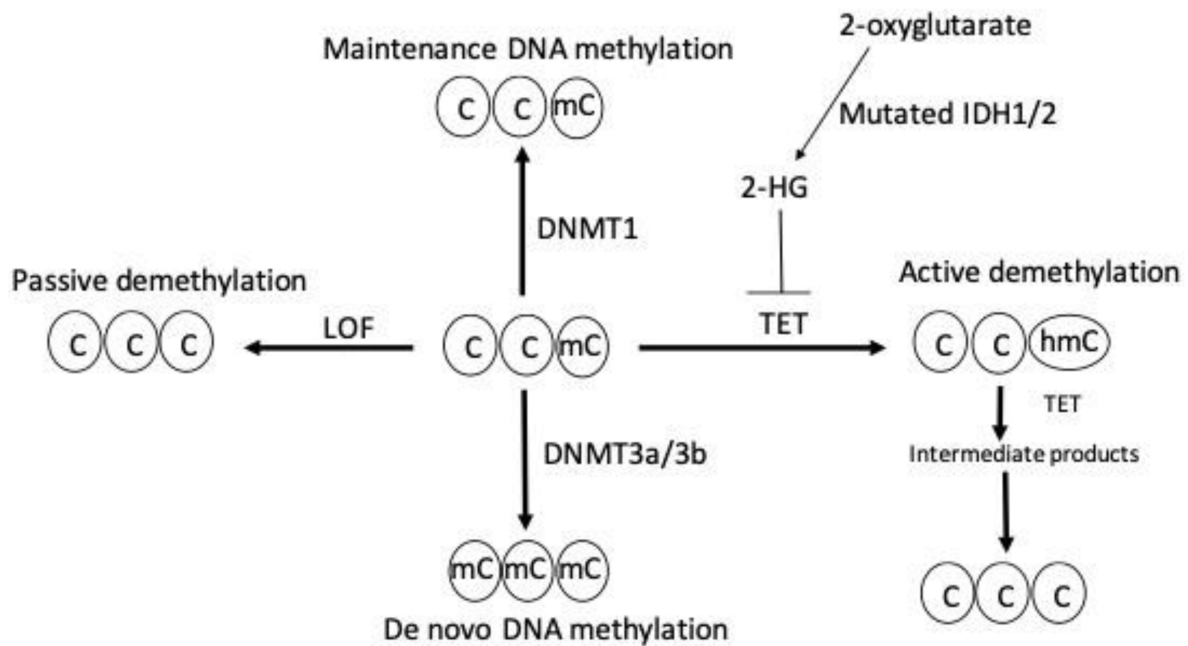 2-oxyglutarate
Maintenance DNA methylation
C C mC
Mutated IDH1/2
2-HG
DNMT1
Passive demethylation
Active demethylation
C C C
LOF
C C mC
TET
C C hmC
TET
DNMT3a/3b
Intermediate products
mC mC mC
C C C
De novo DNA methylation